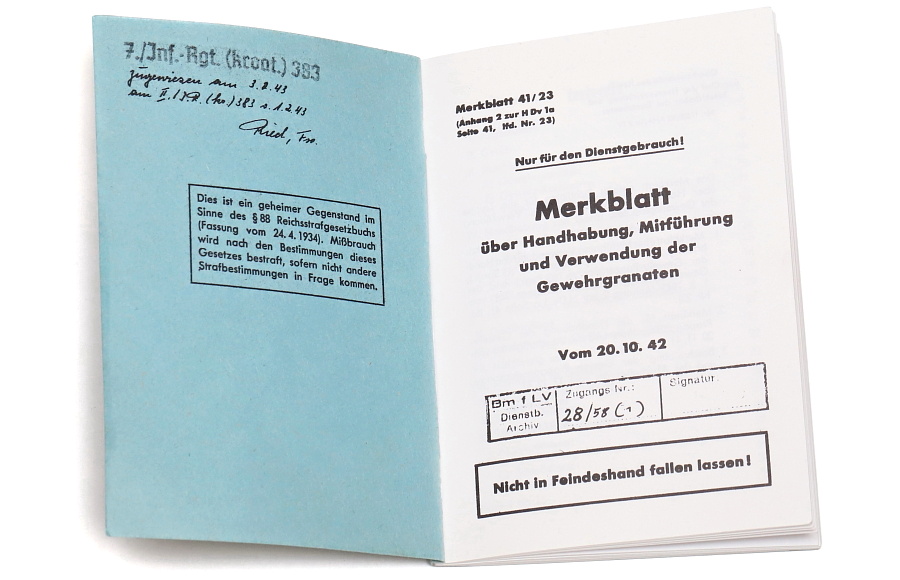 7./Inf.-Rgt. (kroat.) 383
zugewiesen am 3.2.43
am II./J.R. (kr.) 383 s. 1.2.43
Dies ist ein geheimer Gegenstand im
Sinne des § 88 Reichsstrafgesetzbuchs
(Fassung vom 24. 4. 1934). Mißbrauch
wird nach den Bestimmungen dieses
Gesetzes bestraft, sofern nicht andere
Strafbestimmungen in Frage kommen.
Merkblatt 41/23
(Anhang 2 zur H Dv 1a
Seite 41, lfd. Nr. 23)
Nur für den Dienstgebrauch!
Merkblatt
über Handhabung, Mitführung
und Verwendung der
Gewehrgranaten
Vom 20. 10. 42
Bm f LV
Dienstb.
Archiv
Zugangs Nr.:
28/58 (1)
Signatur:
Nicht in Feindeshand fallen lassen!